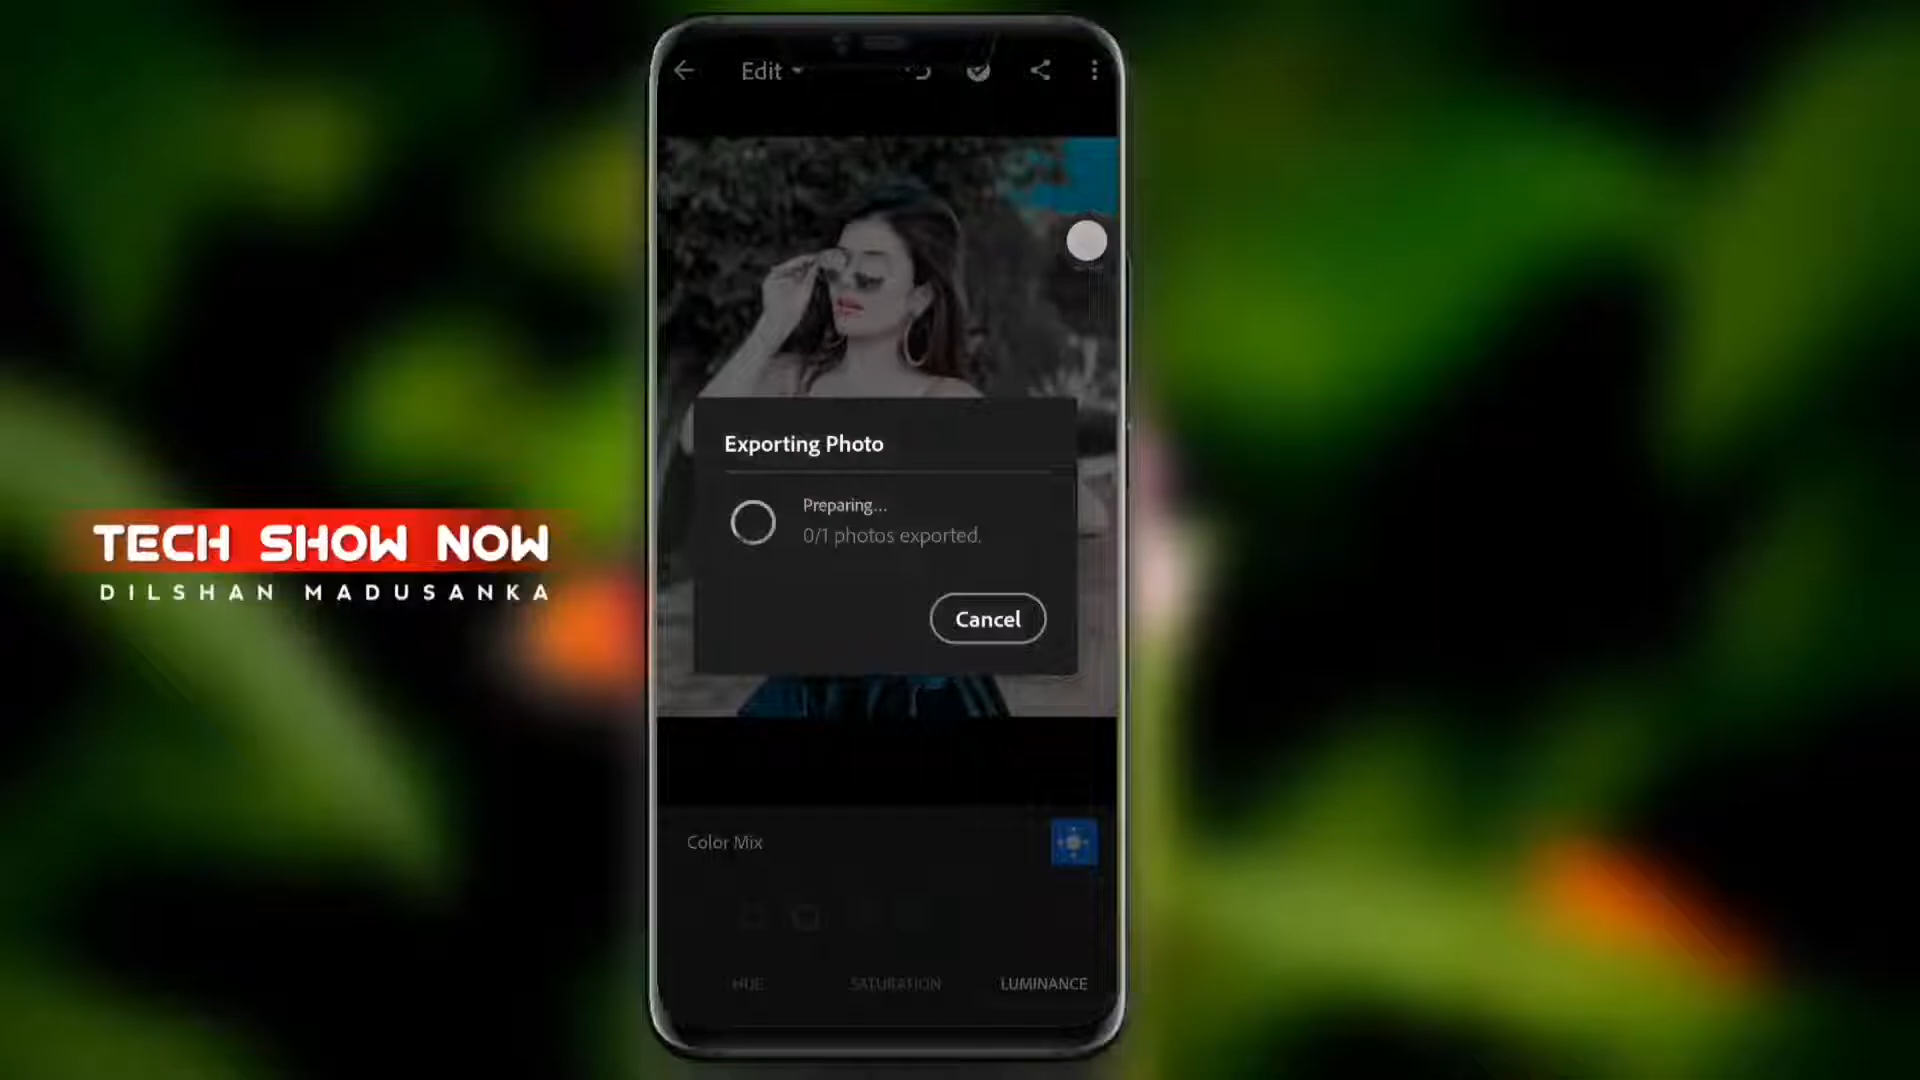 Edit
Exporting Photo
Preparing...
0/1 photos exported.
Cancel
TECH SHOW NOW
DILSHAN MADUSANKA
Color Mix
HUE SATURATION LUMINANCE